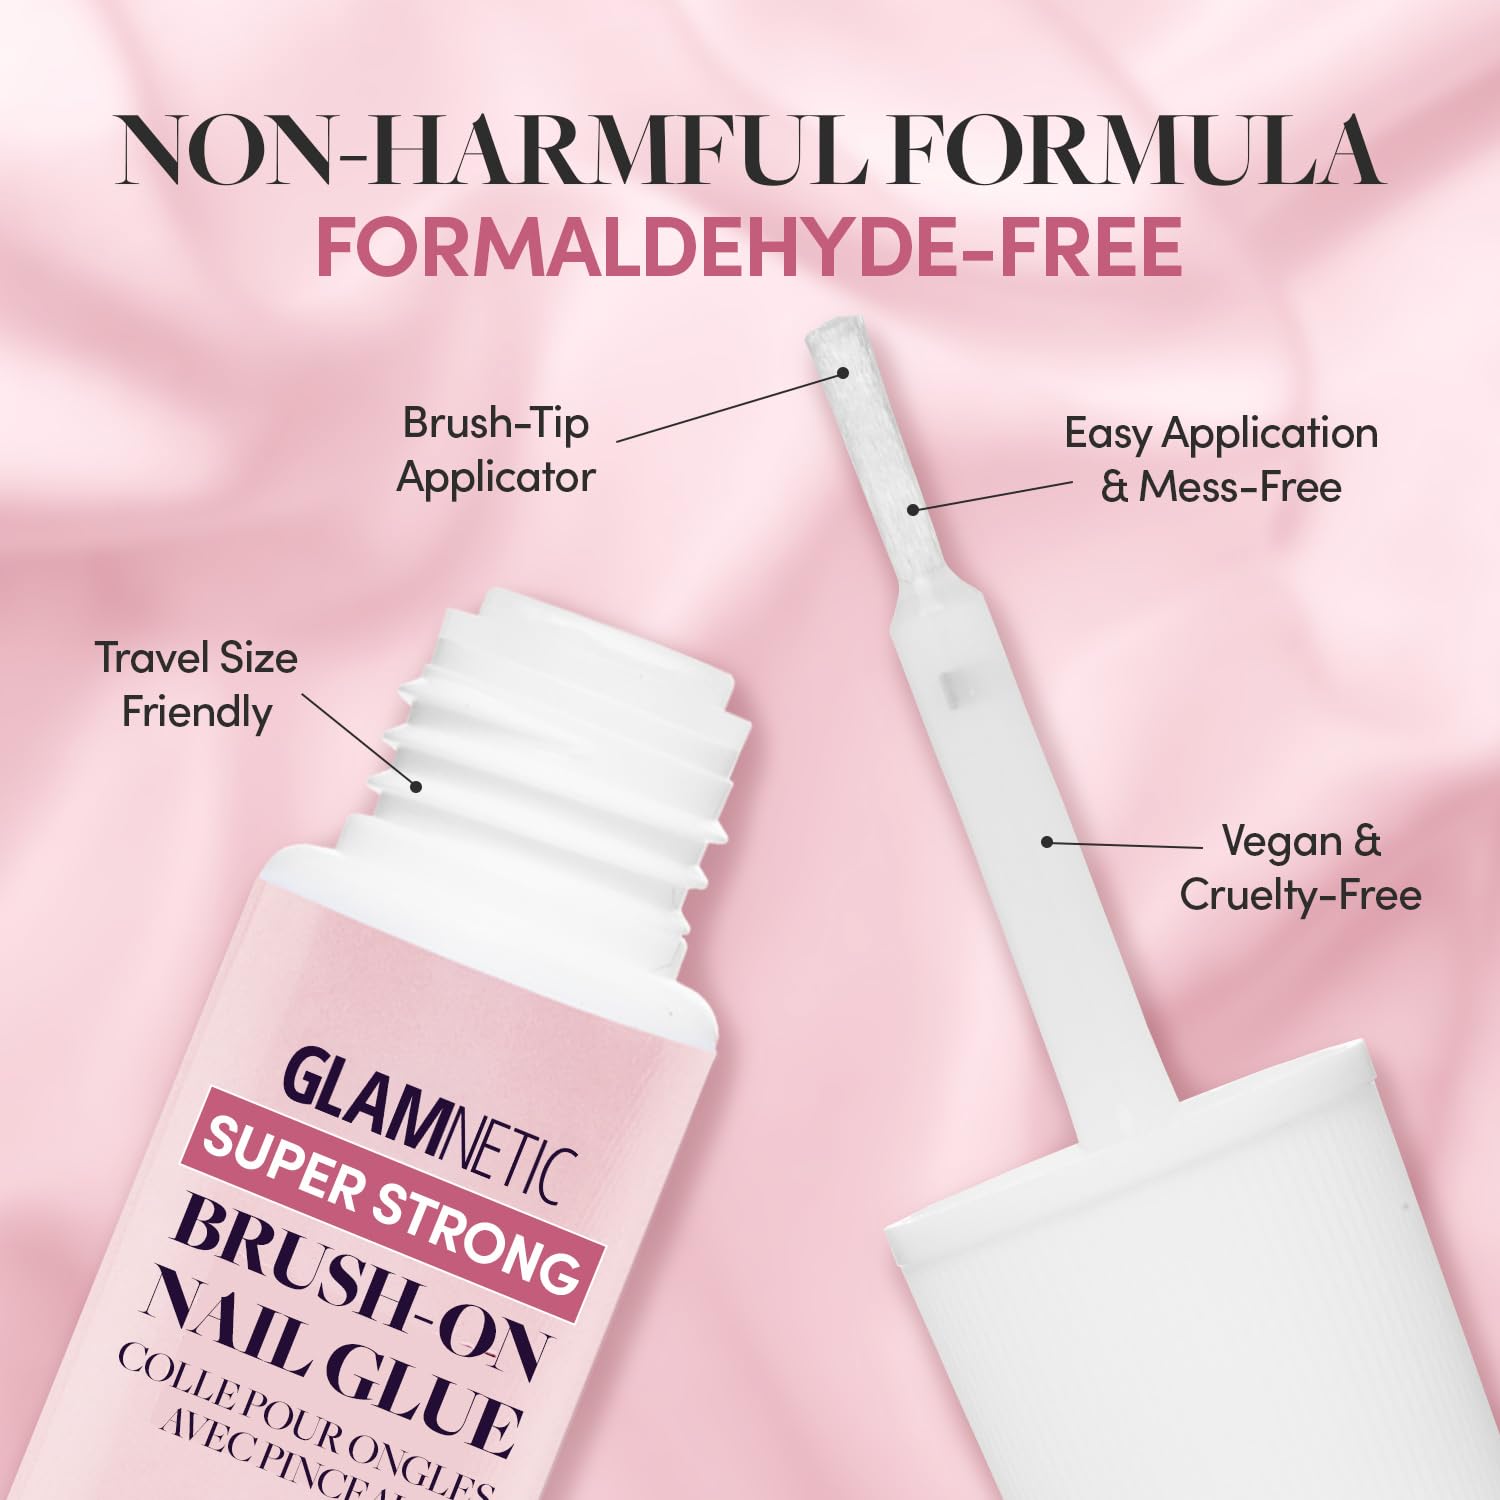 NON-HARMFUL FORMULA
FORMALDEHYDE-FREE
Brush-Tip
Applicator
Easy Application
& Mess-Free
Travel Size
Friendly
Vegan &
Cruelty-Free
GLAMNETIC
SUPER STRONG
BRUSH-ON
NAIL GLUE
COLLE POUR ONGLES
AVEC